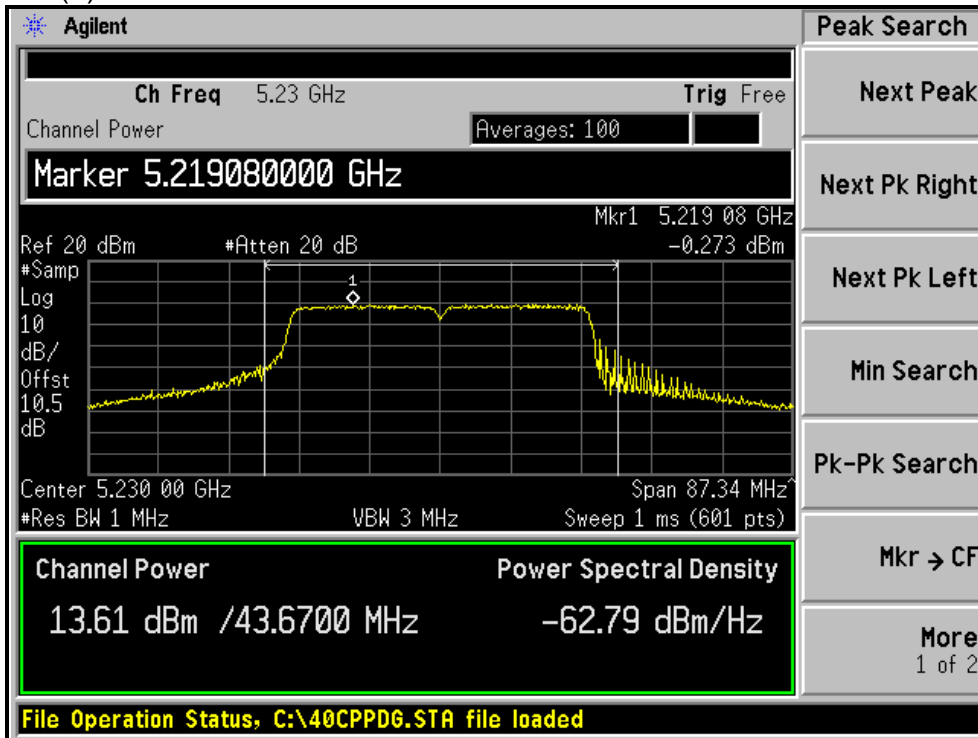 Agilent
Peak Search
Ch Freq 5.23 GHz Trig Free
Channel Power Averages: 100
Marker 5.219080000 GHz
Mkr1 5.219 08 GHz
Ref 20 dBm #Atten 20 dB -0.273 dBm
#Samp
Log
10
dB/
Offst
10.5
dB
1
Center 5.230 00 GHz Span 87.34 MHz^
#Res BW 1 MHz VBW 3 MHz Sweep 1 ms (601 pts)
Channel Power Power Spectral Density
13.61 dBm /43.6700 MHz -62.79 dBm/Hz
File Operation Status, C:\40CPPDG.STA file loaded
Next Peak
Next Pk Right
Next Pk Left
Min Search
Pk-Pk Search
Mkr → CF
More
1 of 2